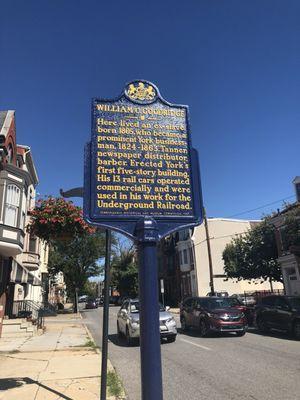 WILLIAM C. GOODRIDGE
Here lived an ex-slave
born 1805, who became a
prominent York business
man, 1824-1863. Tanner,
newspaper distributor,
barber. Erected York's
first five-story building.
His 13 rail cars operated
commercially and were
used in his work for the
Underground Railroad.
PENNSYLVANIA HISTORICAL AND MUSEUM COMMISSION